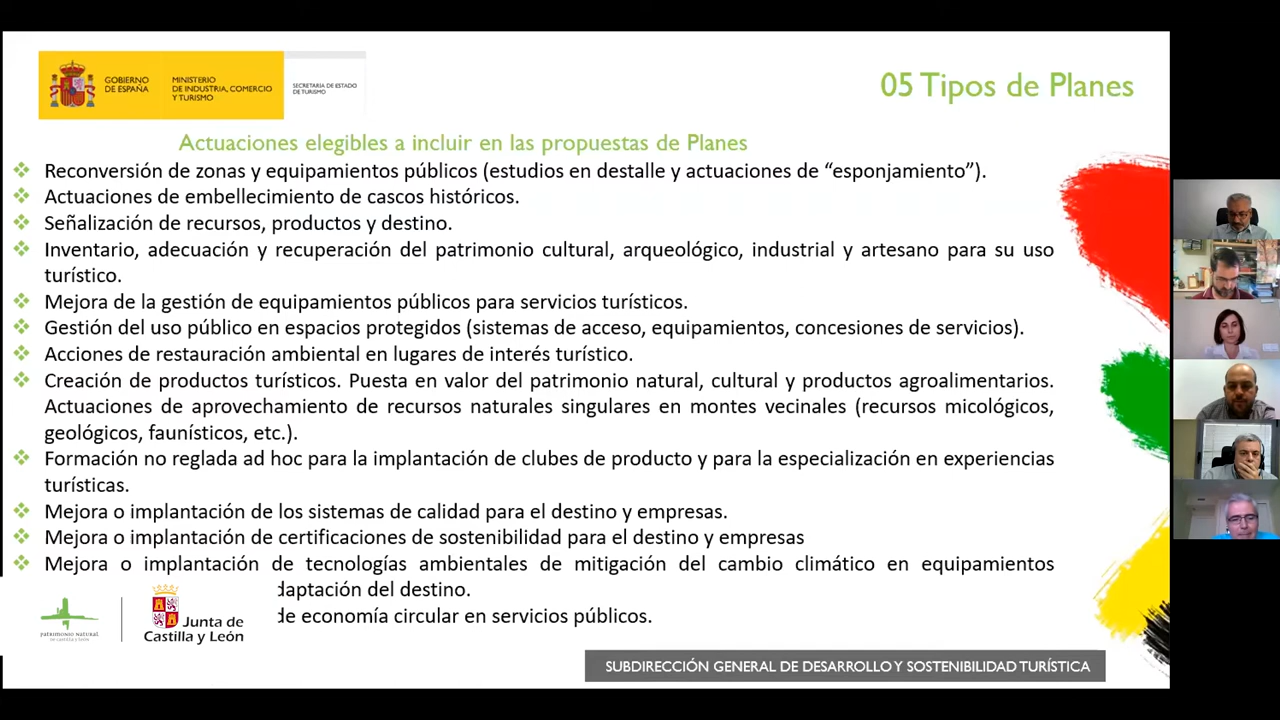 GOBIERNO
DE ESPAÑA
MINISTERIO
DE INDUSTRIA, COMERCIO
Y TURISMO
SECRETARIA DE ESTADO
DE TURISMO
05 Tipos de Planes
Actuaciones elegibles a incluir en las propuestas de Planes
Reconversión de zonas y equipamientos públicos (estudios en destalle y actuaciones de “esponjamiento”).
Actuaciones de embellecimiento de cascos históricos.
Señalización de recursos, productos y destino.
Inventario, adecuación y recuperación del patrimonio cultural, arqueológico, industrial y artesano para su uso
turístico.
Mejora de la gestión de equipamientos públicos para servicios turísticos.
Gestión del uso público en espacios protegidos (sistemas de acceso, equipamientos, concesiones de servicios).
Acciones de restauración ambiental en lugares de interés turístico.
Creación de productos turísticos. Puesta en valor del patrimonio natural, cultural y productos agroalimentarios.
Actuaciones de aprovechamiento de recursos naturales singulares en montes vecinales (recursos micológicos,
geológicos, faunísticos, etc.).
Formación no reglada ad hoc para la implantación de clubes de producto y para la especialización en experiencias
turísticas.
Mejora o implantación de los sistemas de calidad para el destino y empresas.
Mejora o implantación de certificaciones de sostenibilidad para el destino y empresas
Mejora o implantación de tecnologías ambientales de mitigación del cambio climático en equipamientos
daptación del destino.
de economía circular en servicios públicos.
PATRIMONIO NATURAL
DE CASTILLA Y LEÓN
Junta de
Castilla y León
SUBDIRECCIÓN GENERAL DE DESARROLLO Y SOSTENIBILIDAD TURÍSTICA